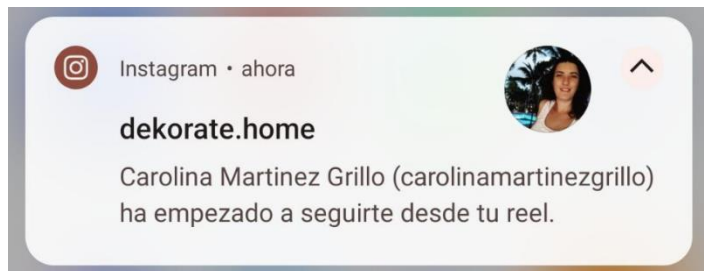 Instagram • ahora
dekorate.home
Carolina Martinez Grillo (carolinamartinezgrillo)
ha empezado a seguirte desde tu reel.